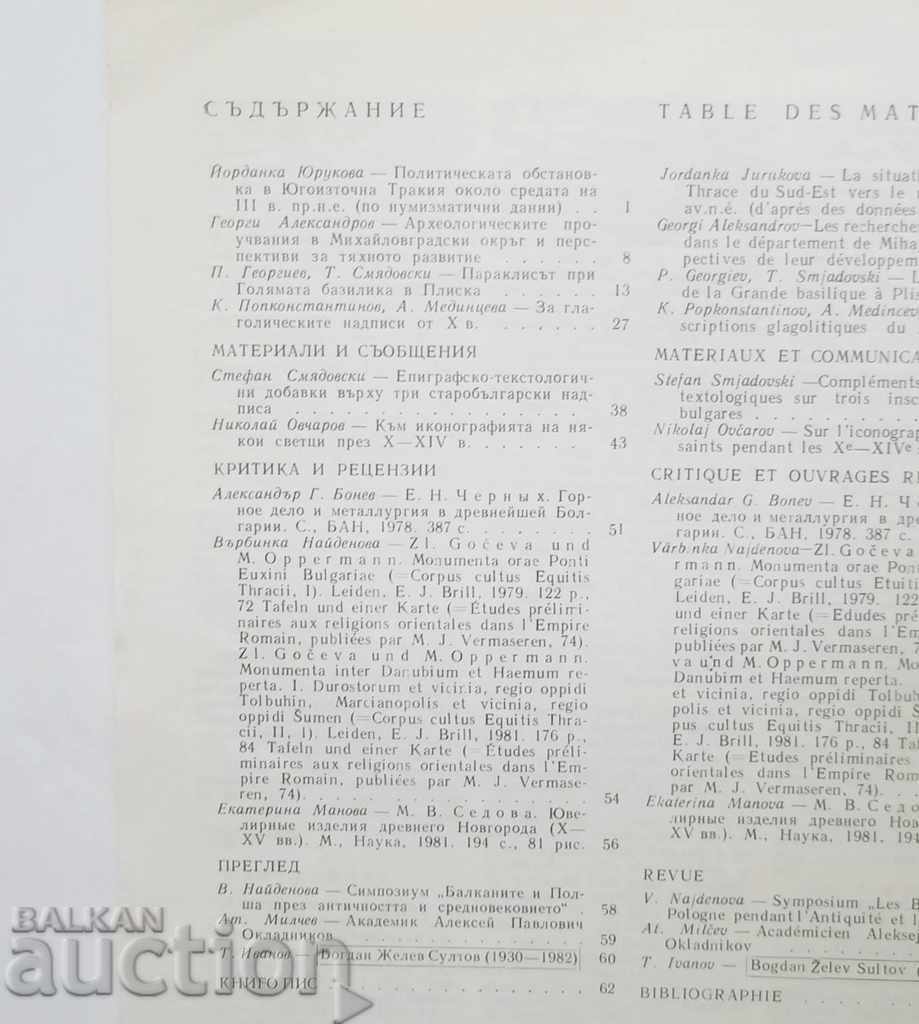 СЪДЪРЖАНИЕ
Йорданка Юрукова — Политическата обстанов-
ка в Югоизточна Тракия около средата на
III в. пр.н.е. (по нумизматични данни) . . 1
Георги Александров — Археологическите про-
учвания в Михайловградски окръг и перс-
пективи за тяхното развитие . . . . . . 8
П. Георгиев, Т. Смядовски — Параклисът при
Голямата базилика в Плиска . . . . . . 13
К. Попконстантинов, А. Мединцева — За гла-
голическите надписи от X в. . . . . . . 27
МАТЕРИАЛИ И СЪОБЩЕНИЯ
Стефан Смядовски — Епиграфско-текстологич-
ни добавки върху три старобългарски над-
писа . . . . . . . . . . . . . . . . 38
Николай Овчаров — Към иконографията на ня-
кои светци през X—XIV в. . . . . . . 43
КРИТИКА И РЕЦЕНЗИИ
Александър Г. Бонев — Е. Н. Черных. Гор-
ное дело и металлургия в древнейшей Бол-
гарии. С., БАН, 1978. 387 с. . . . . . . 51
Върбинка Найденова — Zl. Gočeva und
M. Oppermann. Monumenta orae Ponti
Euxini Bulgariae (=Corpus cultus Equitis
Thracii, I). Leiden, E. J. Brill, 1979. 122 p.,
72 Tafeln und einer Karte (=Études prélimi-
naires aux religions orientales dans l'Empire
Romain, publiées par M. J. Vermaseren, 74).
Zl. Gočeva und M. Oppermann.
Monumenta inter Danubium et Haemum re-
perta. I. Durostorum et vicinia, regio oppidi
Tolbuhin, Marcianopolis et vicinia, regio
oppidi Šumen (=Corpus cultus Equitis Thra-
cii, II, I). Leiden, E. J. Brill, 1981. 176 p.,
84 Tafeln und einer Karte (=Études préli-
minaires aux religions orientales dans l'Em-
pire Romain, publiées par M. J. Vermase-
ren, 74). . . . . . . . . . . . . . . 54
Екатерина Манова — М. В. Седова. Юве-
лирные изделия древнего Новгорода (X—
XV вв.). М., Наука, 1981. 194 с., 81 рис. 56
ПРЕГЛЕД
В. Найденова — Симпозиум „Балканите и Пол-
ша през античността и средновековието“ . 58
Ат. Милчев — Академик Алексей Павлович
Окладников . . . . . . . . . . . . . 59
Т. Иванов — Богдан Желев Султов (1930—1982) 60
КНИГОПИС . . . . . . . . . . . . . 62
TABLE DES MAT
Jordanka Jurukova — La situati
Thrace du Sud-Est vers le
av.n.é. (d'après des données
Georgi Aleksandrov—Les recherche
dans le département de Miha
pectives de leur développem
P. Georgiev, T. Smjadovski — L
de la Grande basilique à Plis
K. Popkonstantinov, A. Medincev
scriptions glagolitiques du
MATERIAUX ET COMMUNICA
Stefan Smjadovski —Compléments
textologiques sur trois insc
bulgares . . . . . . . . .
Nikolaj Ovčarov — Sur l'iconograp
saints pendant les Xe—XIVe s
CRITIQUE ET OUVRAGES R
Aleksandar G. Bonev — Е. Н. Че
ное дело и металлургия в дре
гарии. С., БАН, 1978. 387 с.
Vărb.nka Najdenova—Zl. Gočeva
rmann. Monumenta orae Pont
gariae (=Corpus cultus Etuiti
Leiden, E. J. Brill, 1979. 122
und einer Karte (=Edudes pré
religions orientales dans l'Em
publiées par M. J. Vermaseren, 7
va und M. Oppermann. Mo
Danubim et Haemum reperta.
et vicinia, regio oppidi Tolbuh
polis et vicinia, regio oppidi Š
pus cultus Equitis Thracii, II
E. J. Brill, 1981. 176 p., 84 Taf
Karte (=Etudes préliminaires
orientales dans l'Empire
par M. J. Vermaseren, 74). .
Ekaterina Manova — М. В. Седо
лирные изделия древнего Нов
XV вв.). М., Наука, 1981. 194
REVUE
V. Najdenova — Symposium „Les B
Pologne pendant l'Antiquité et l
At. Milčev — Académicien Aleksej
Okladnikov . . . . . . .
T. Ivanov — Bogdan Želev Sultov
BIBLIOGRAPHIE . . . . .
BALKAN
auction